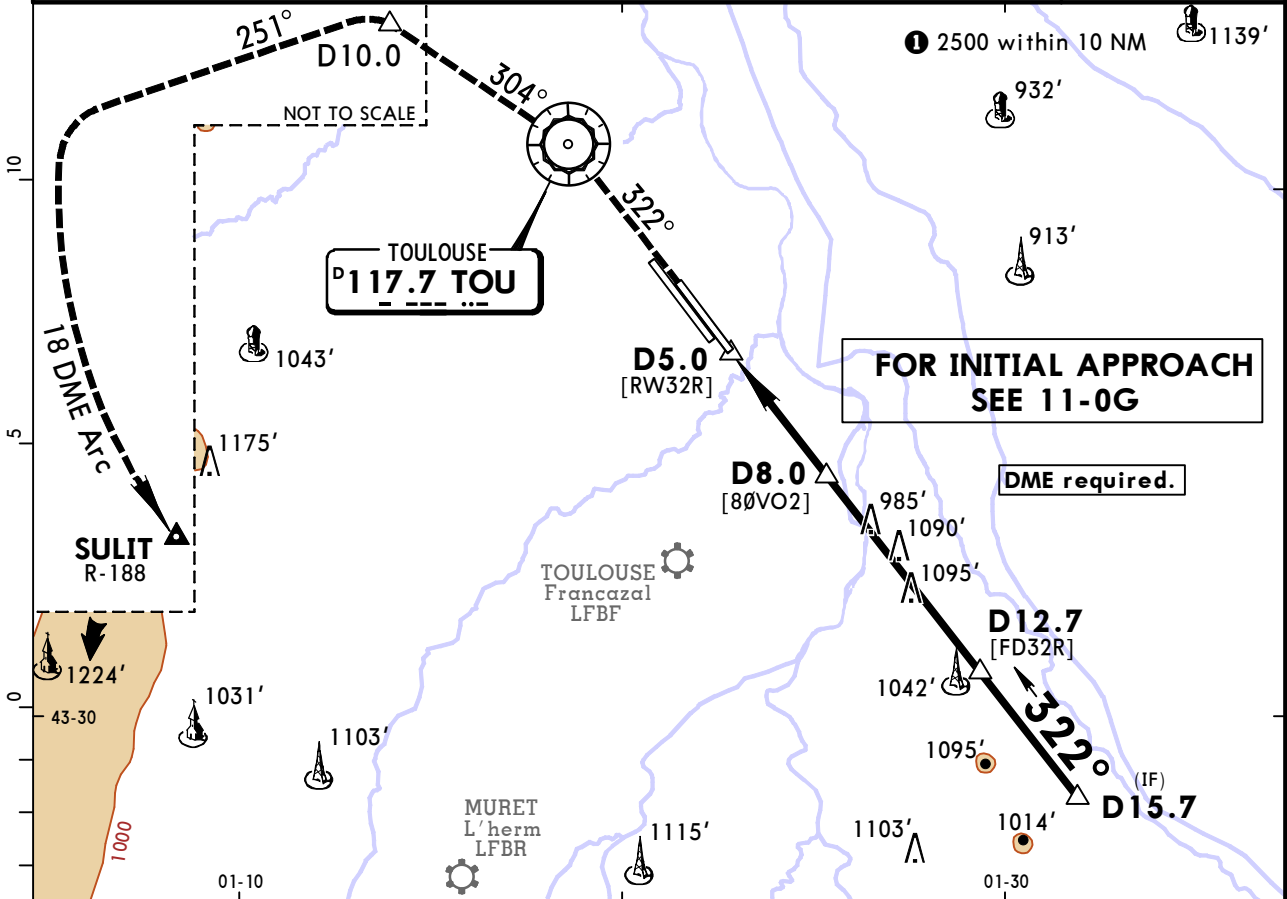 251°
D10.0
304°
NOT TO SCALE
❶ 2500 within 10 NM
1139'
932'
10
322°
TOULOUSE
D117.7 TOU
913'
18 DME Arc
1043'
D5.0
[RW32R]
FOR INITIAL APPROACH
SEE 11-0G
5
1175'
D8.0
[8ØVO2]
DME required.
985'
1090'
1095'
SULIT
R-188
TOULOUSE
Francazal
LFBF
D12.7
[FD32R]
1224'
1042'
0
43-30
1031'
322°
1103'
1095'
(IF)
D15.7
MURET
L'herm
LFBR
1115'
1103'
1014'
1000
01-10
01-30